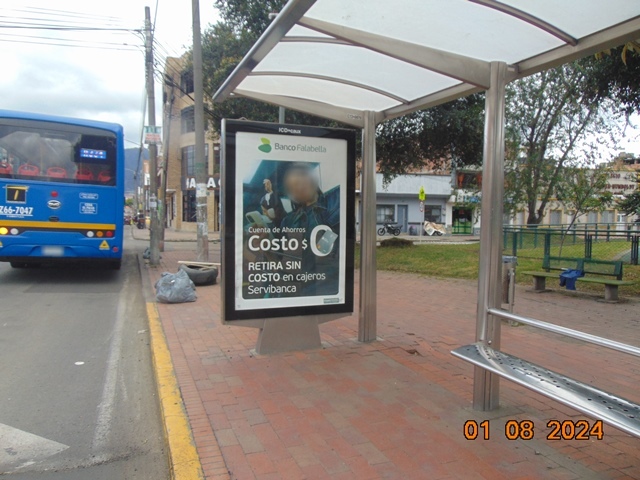 Banco Falabella
Cuenta de Ahorros
Costo $0
RETIRA SIN
COSTO en cajeros
Servibanca
Z66-7047
01 08 2024